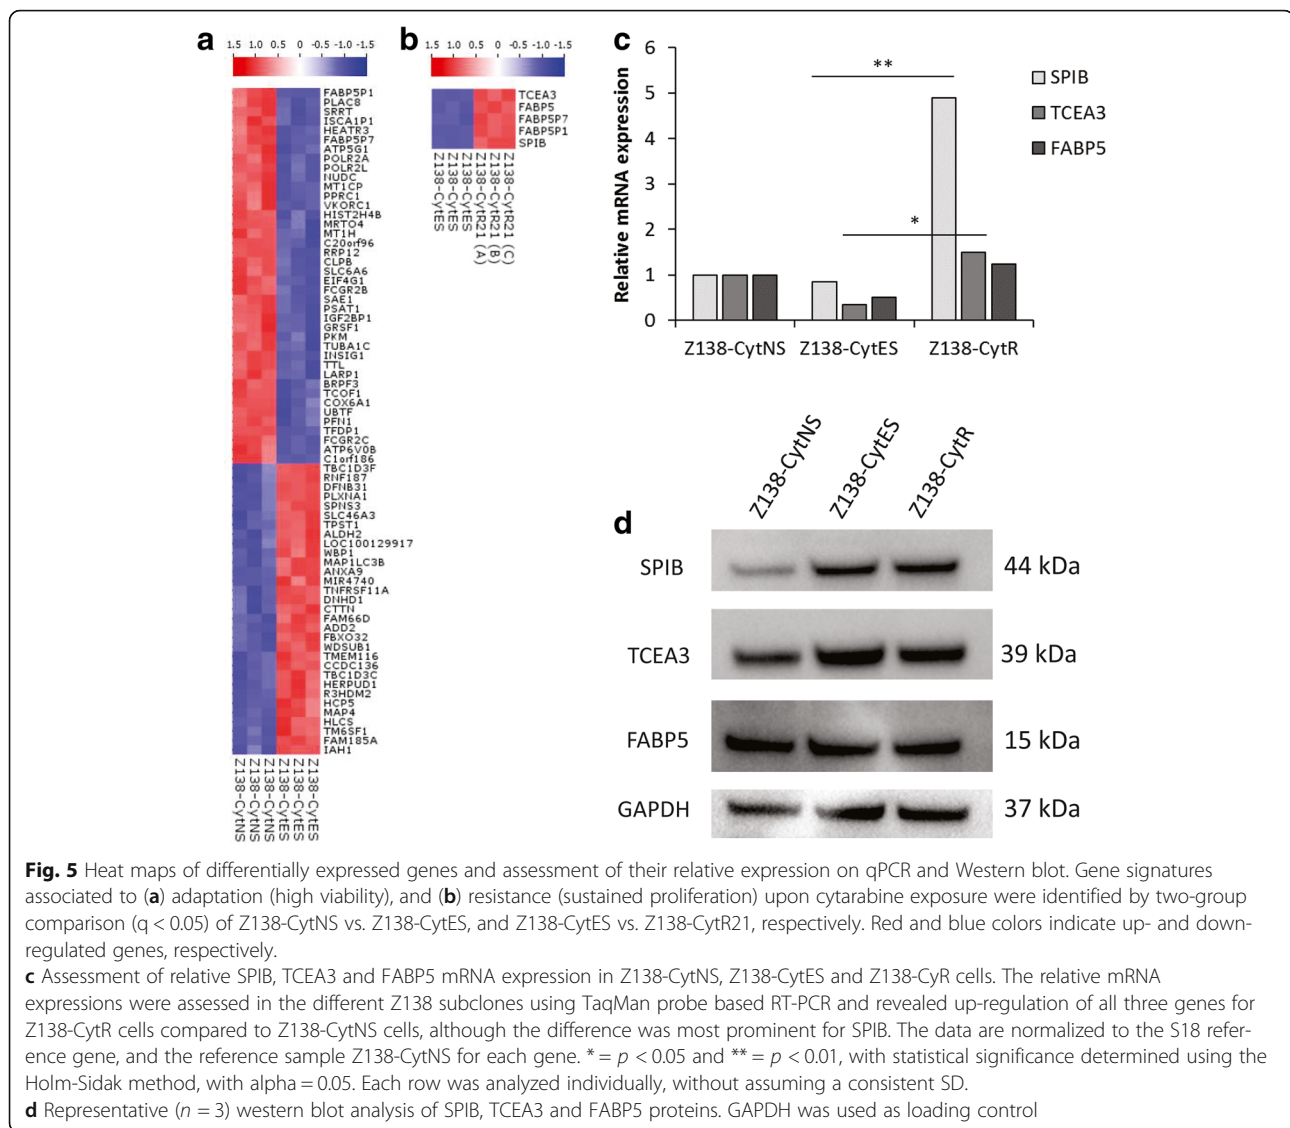 a
1.5 1.0 0.5 0 -0.5 -1.0 -1.5
FABP5P1
PLAC8
SRRT
ISCA1P1
HEATR3
FABP5P7
ATP5G1
POLR2A
POLR2L
NUDC
MT1CP
PPRC1
VKORC1
HIST2H4B
MRTO4
MT1H
C20orf96
RRP12
CLPB
SLC6A6
EIF4G1
FCGR2B
SAE1
PSAT1
IGF2BP1
GRSF1
PKM
TUBA1C
INSIG1
TTL
LARP1
BRPF3
TCOF1
COX6A1
UBTF
PFN1
TFDP1
FCGR2C
ATP6V0B
C1orf186
TBC1D3F
RNF187
DFNB31
PLXNA1
SPNS3
SLC46A3
TPST1
ALDH2
LOC100129917
WBP1
MAP1LC3B
ANXA9
MIR4740
TNFRSF11A
DNHD1
CTTN
FAM66D
ADD2
FBXO32
WDSUB1
TMEM116
CCDC136
TBC1D3C
HERPUD1
R3HDM2
HCP5
MAP4
HLCS
TM6SF1
FAM185A
IAH1
Z138-CytNS
Z138-CytNS
Z138-CytNS
Z138-CytES
Z138-CytES
Z138-CytES
b
1.5 1.0 0.5 0 -0.5 -1.0 -1.5
TCEA3
FABP5
FABP5P7
FABP5P1
SPIB
Z138-CytES
Z138-CytES
Z138-CytES
Z138-CytR21 (A)
Z138-CytR21 (B)
Z138-CytR21 (C)
c
Relative mRNA expression
6
5
4
3
2
1
0
**
*
SPIB
TCEA3
FABP5
Z138-CytNS
Z138-CytES
Z138-CytR
d
Z138-CytNS
Z138-CytES
Z138-CytR
SPIB 44 kDa
TCEA3 39 kDa
FABP5 15 kDa
GAPDH 37 kDa
Fig. 5 Heat maps of differentially expressed genes and assessment of their relative expression on qPCR and Western blot. Gene signatures
associated to (a) adaptation (high viability), and (b) resistance (sustained proliferation) upon cytarabine exposure were identified by two-group
comparison (q < 0.05) of Z138-CytNS vs. Z138-CytES, and Z138-CytES vs. Z138-CytR21, respectively. Red and blue colors indicate up- and down-
regulated genes, respectively.
c Assessment of relative SPIB, TCEA3 and FABP5 mRNA expression in Z138-CytNS, Z138-CytES and Z138-CyR cells. The relative mRNA
expressions were assessed in the different Z138 subclones using TaqMan probe based RT-PCR and revealed up-regulation of all three genes for
Z138-CytR cells compared to Z138-CytNS cells, although the difference was most prominent for SPIB. The data are normalized to the S18 refer-
ence gene, and the reference sample Z138-CytNS for each gene. * = p < 0.05 and ** = p < 0.01, with statistical significance determined using the
Holm-Sidak method, with alpha = 0.05. Each row was analyzed individually, without assuming a consistent SD.
d Representative (n = 3) western blot analysis of SPIB, TCEA3 and FABP5 proteins. GAPDH was used as loading control